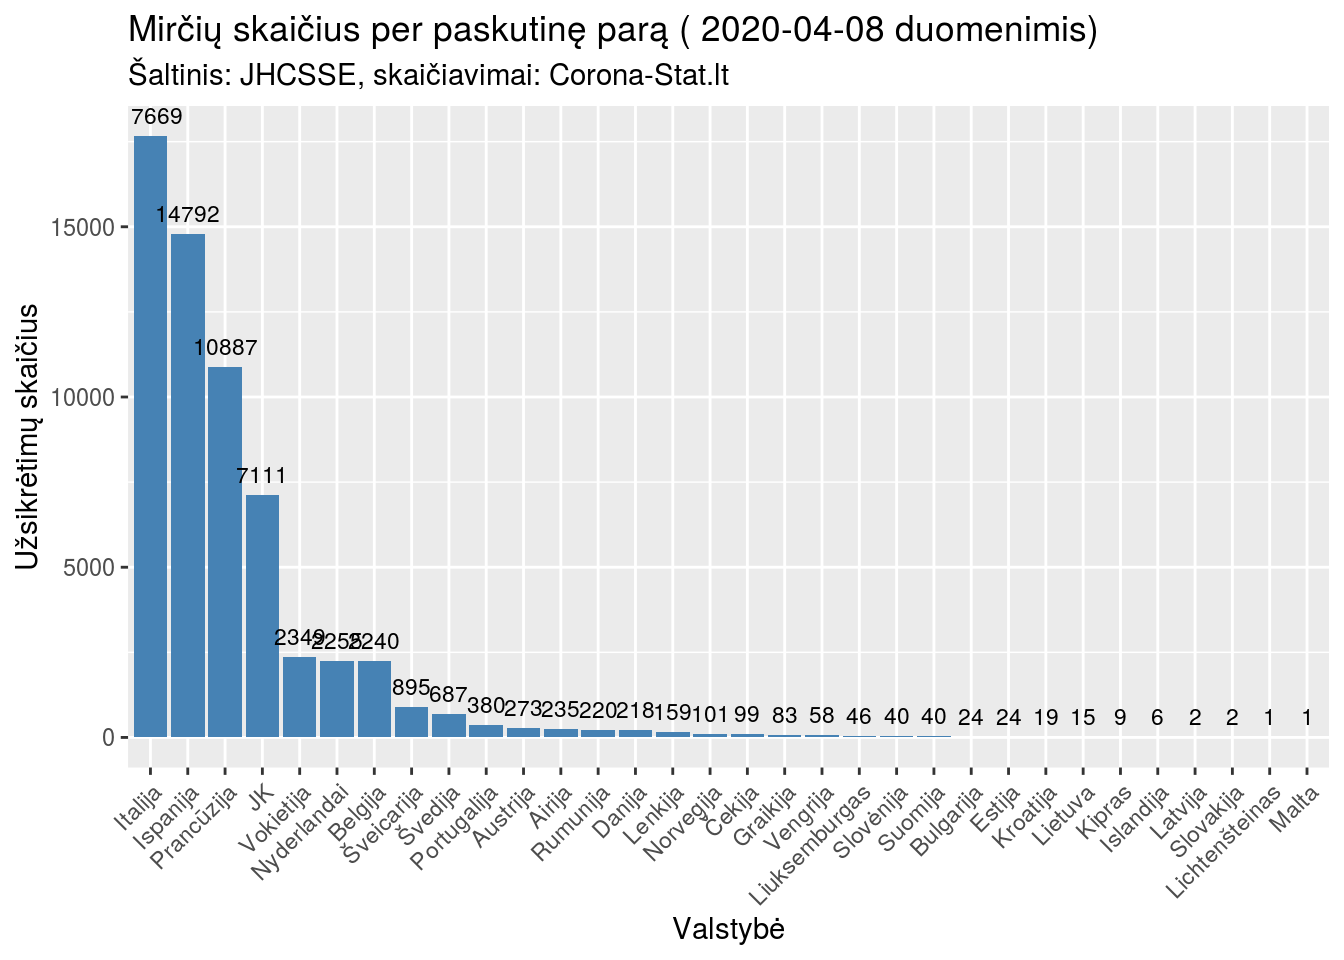 Mirčių skaičius per paskutinę parą ( 2020-04-08 duomenimis)
Šaltinis: JHCSSE, skaičiavimai: Corona-Stat.lt
7669
14792
10887
7111
2349
2255
2240
895
687
380
273
235
220
218
159
101
99
83
58
46
40
40
24
24
19
15
9
6
2
2
1
1
15000
10000
5000
0
Užsikrėtimų skaičius
Italija
Ispanija
Prancūzija
JK
Vokietija
Nyderlandai
Belgija
Šveicarija
Švedija
Portugalija
Austrija
Airija
Rumunija
Danija
Lenkija
Norvegija
Čekija
Graikija
Vengrija
Liuksemburgas
Slovėnija
Suomija
Bulgarija
Estija
Kroatija
Lietuva
Kipras
Islandija
Latvija
Slovakija
Lichtenšteinas
Malta
Valstybė